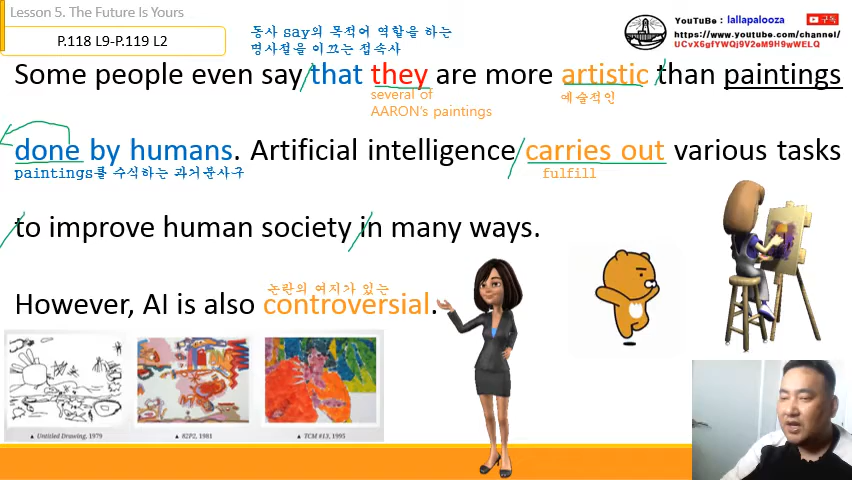 Lesson 5. The Future Is Yours
P.118 L9-P.119 L2
동사 say의 목적어 역할을 하는
명사절을 이끄는 접속사
YouTuBe : lallapalooza
구독
https://www.youtube.com/channel/
UCvX6gfYWQj9V2eM9H9wWELQ
Some people even say that they are more artistic than paintings
several of
AARON's paintings
예술적인
done by humans. Artificial intelligence carries out various tasks
paintings를 수식하는 과거분사구
fulfill
to improve human society in many ways.
논란의 여지가 있는
However, AI is also controversial.
▲ Untitled Drawing, 1979
▲ 82P2, 1981
▲ TCM #13, 1995